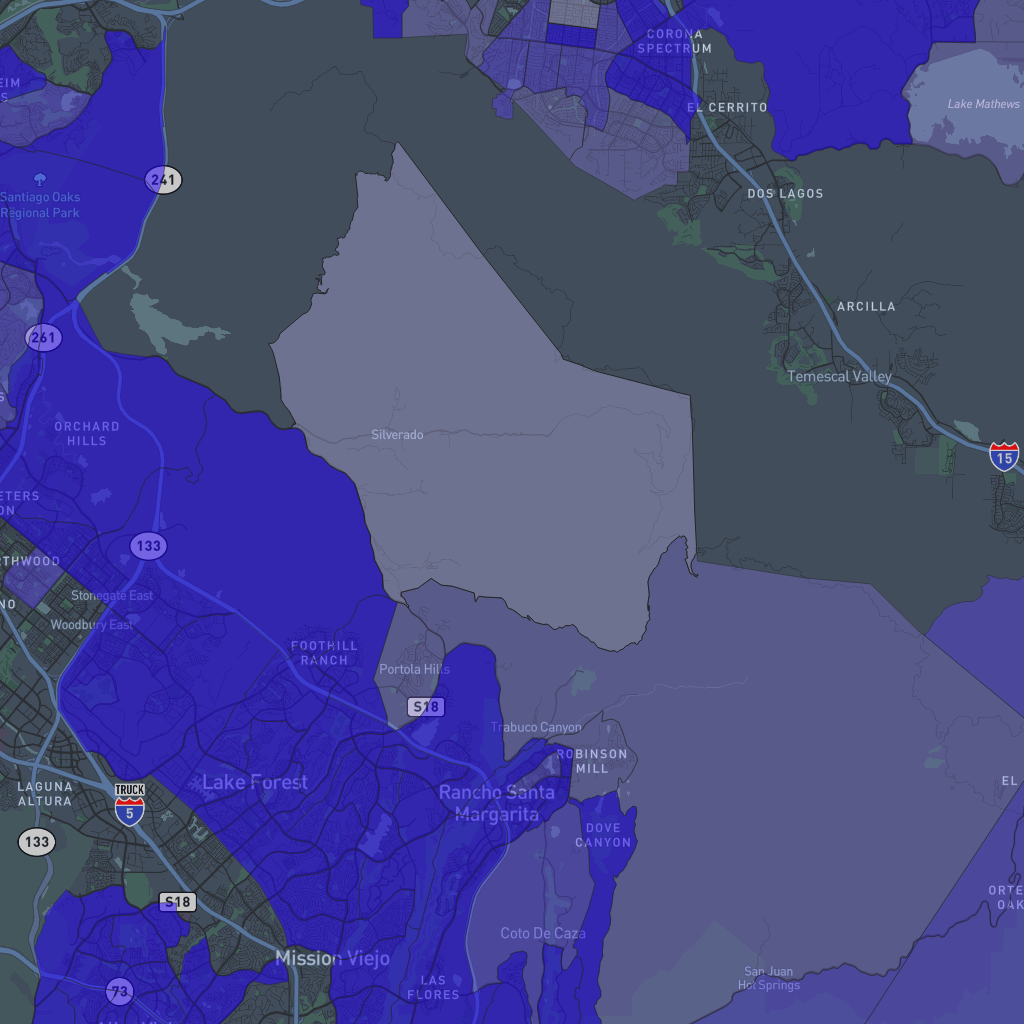 CORONA
SPECTRUM
EIM
S
Lake Mathews
EL CERRITO
241
Santiago Oaks
Regional Park
DOS LAGOS
ARCILLA
261
Temescal Valley
S
ORCHARD
HILLS
Silverado
15
ETERS
ON
133
RTHWOOD
Stonegate East
NO
Woodbury East
FOOTHILL
RANCH
Portola Hills
S18
Trabuco Canyon
ROBINSON
MILL
Lake Forest
EL
LAGUNA
ALTURA
TRUCK
5
Rancho Santa
Margarita
DOVE
CANYON
133
ORTE
OAK
S18
Coto De Caza
Mission Viejo
San Juan
Hot Springs
LAS
FLORES
73